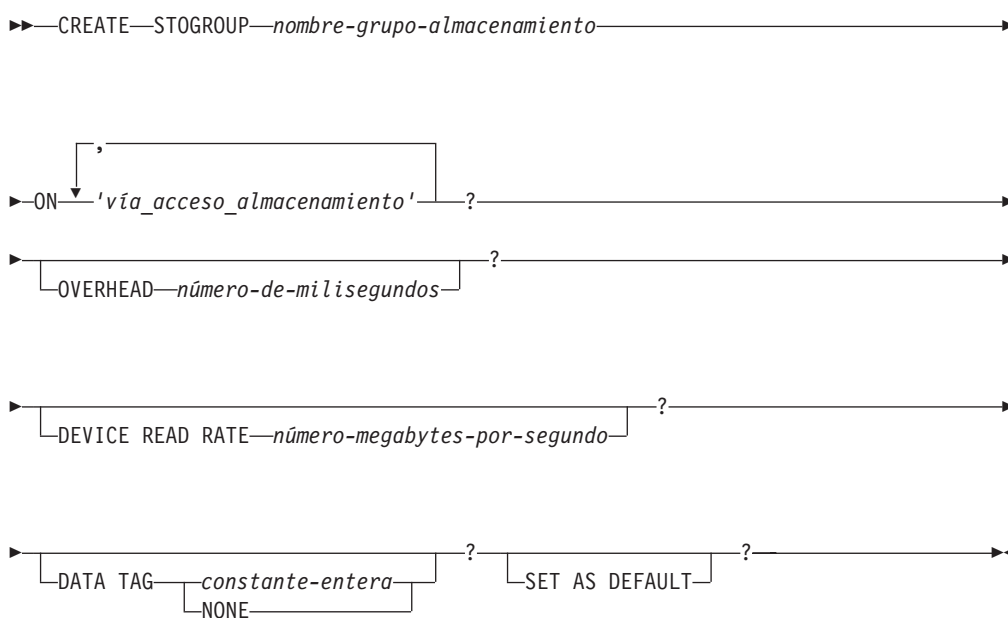 CREATE STOGROUP nombre-grupo-almacenamiento
,
ON 'vía_acceso_almacenamiento' ?
?
OVERHEAD número-de-milisegundos
?
DEVICE READ RATE número-megabytes-por-segundo
? ?
DATA TAG constante-entera SET AS DEFAULT
NONE